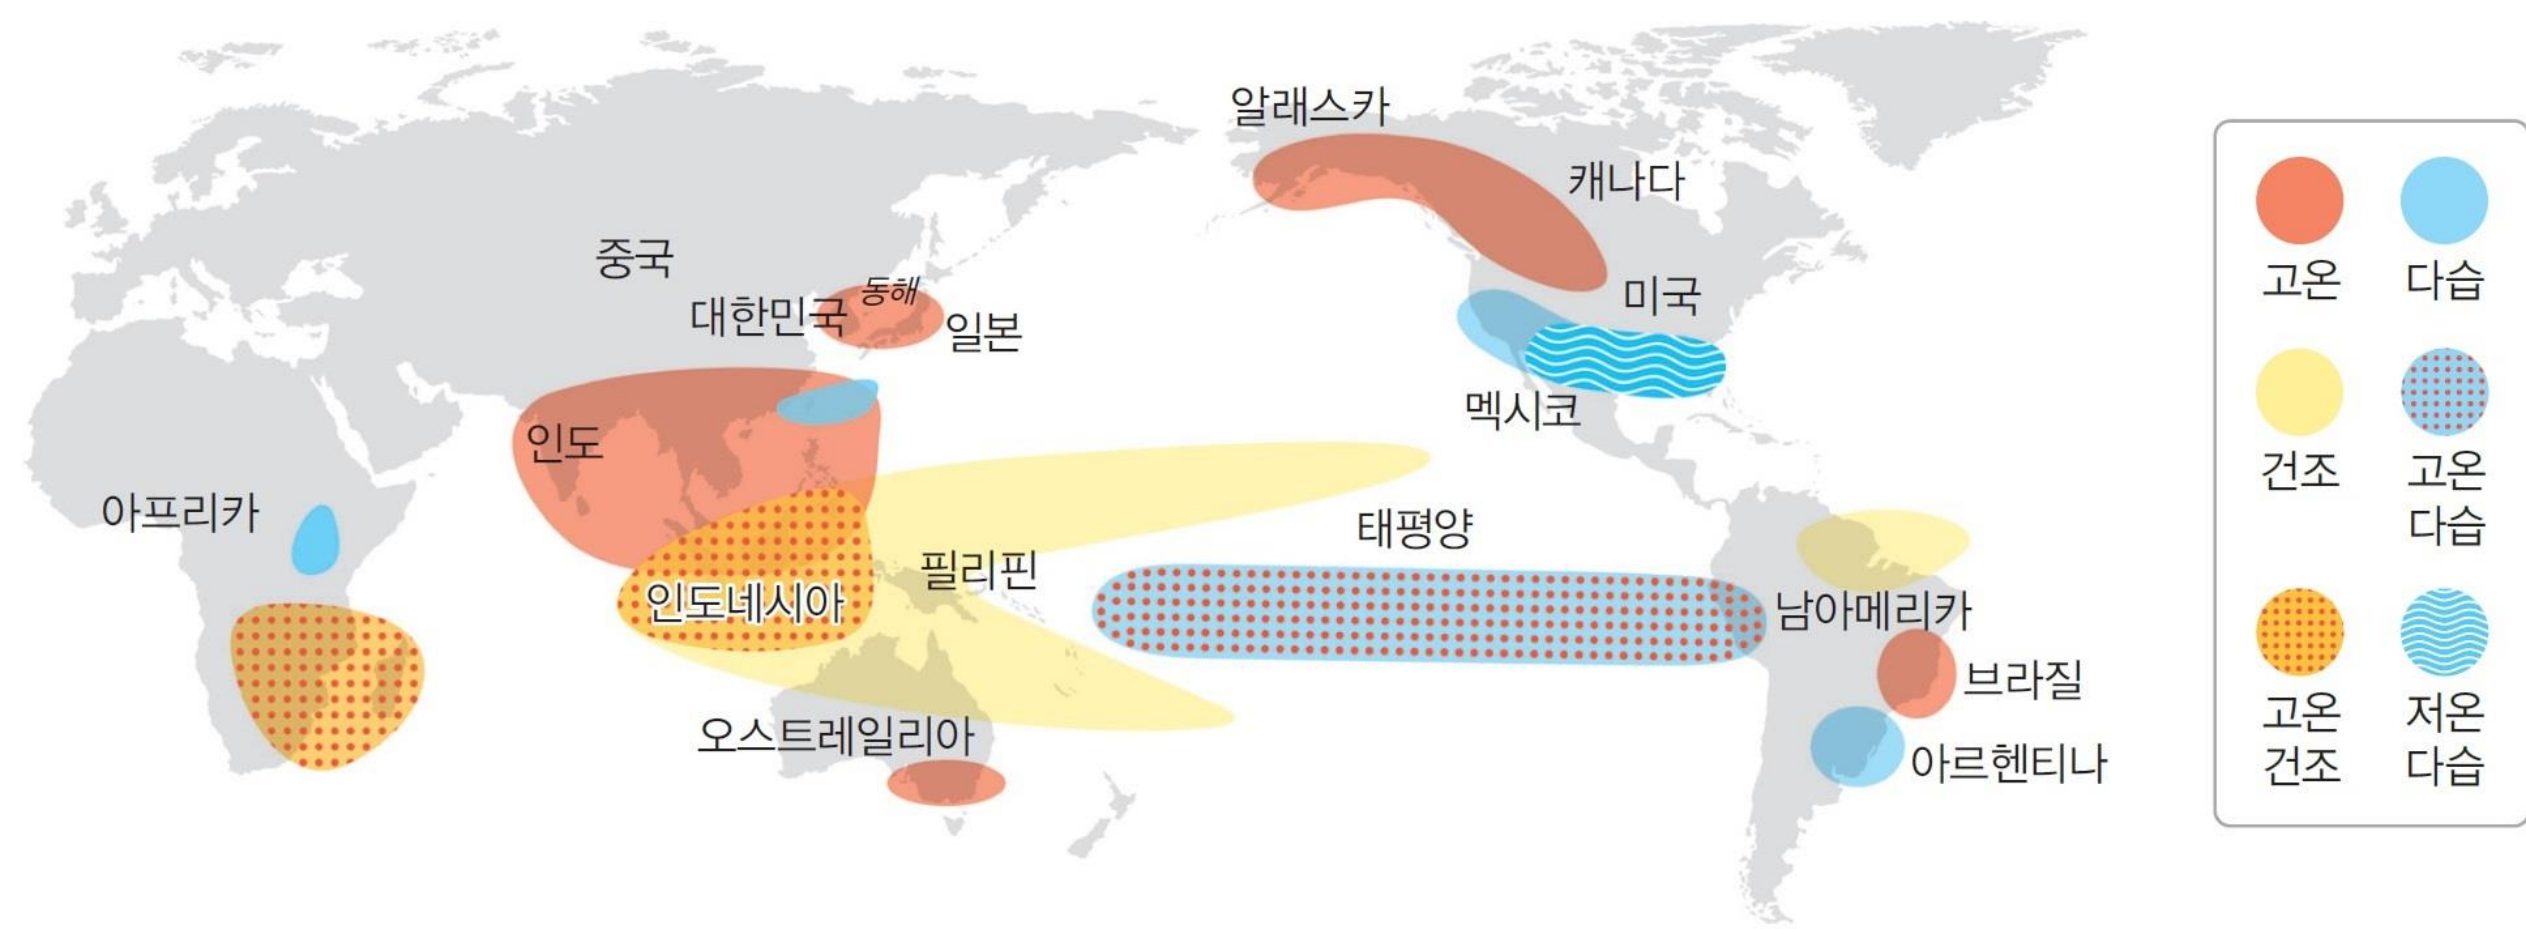 알래스카
캐나다
중국
동해
대한민국
일본
미국
멕시코
인도
아프리카
태평양
필리핀
인도네시아
남아메리카
브라질
오스트레일리아
아르헨티나
고온
다습
건조
고온
다습
고온
건조
저온
다습